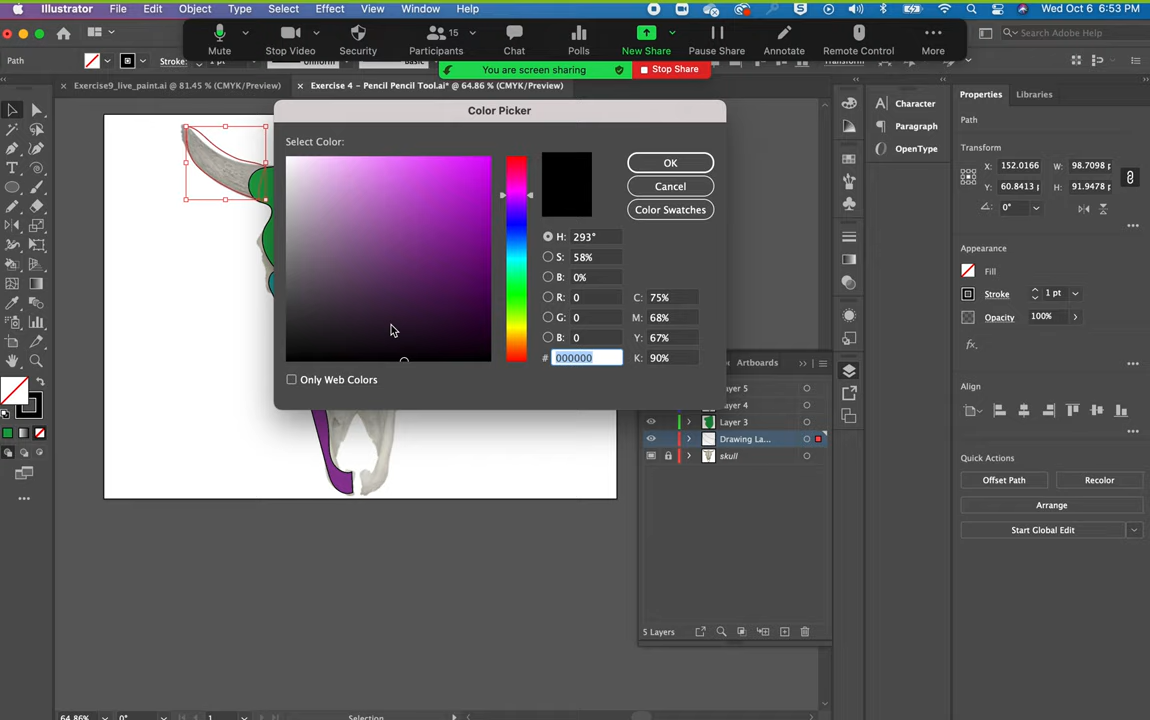 Illustrator File Edit Object Type Select Effect View Window Help Wed Oct 6 6:53 PM
Mute Stop Video Security 15 Participants Chat Polls New Share Pause Share Annotate Remote Control More
Search Adobe Help
You are screen sharing Stop Share
Path Stroke:
Exercise9_live_paint.ai @ 81.45 % (CMYK/Preview) Exercise 4 – Pencil Pencil Tool.ai* @ 64.86 % (CMYK/Preview)
Color Picker
Select Color:
OK
Cancel
Color Swatches
H: 293°
S: 58%
B: 0%
R: 0 C: 75%
G: 0 M: 68%
B: 0 Y: 67%
# 000000 K: 90%
Only Web Colors
Character
Paragraph
OpenType
Properties Libraries
Path
Transform
X: 152.0166 W: 98.7098 p
Y: 60.8413 p H: 91.9478 p
0°
Appearance
Fill
Stroke 1 pt
Opacity 100%
fx.
Align
Quick Actions
Offset Path Recolor
Arrange
Start Global Edit
Artboards
ayer 5
yer 4
Layer 3
Drawing La...
skull
5 Layers
64.86% 0° 1 Selection